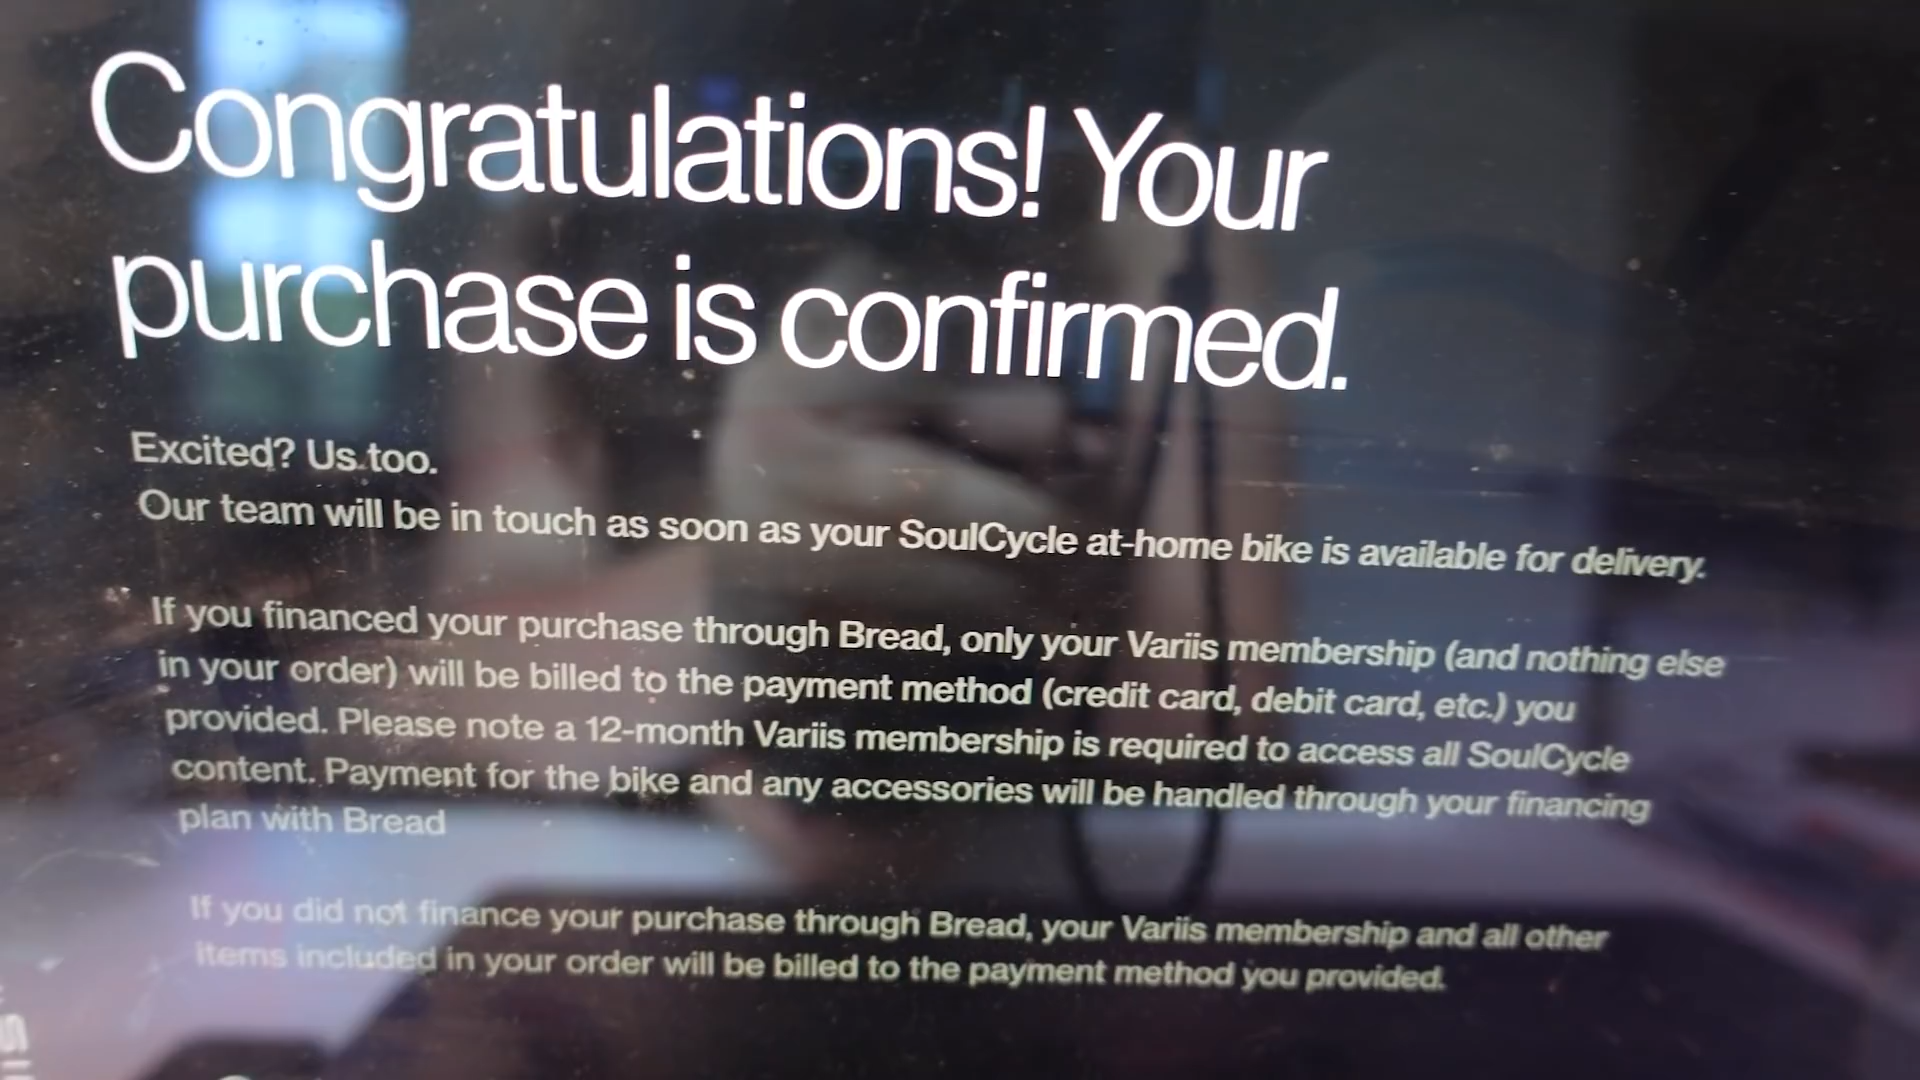 Congratulations! Your
purchase is confirmed.
Excited? Us too.
Our team will be in touch as soon as your SoulCycle at-home bike is available for delivery.
If you financed your purchase through Bread, only your Variis membership (and nothing else
in your order) will be billed to the payment method (credit card, debit card, etc.) you
provided. Please note a 12-month Variis membership is required to access all SoulCycle
content. Payment for the bike and any accessories will be handled through your financing
plan with Bread
If you did not finance your purchase through Bread, your Variis membership and all other
items included in your order will be billed to the payment method you provided.